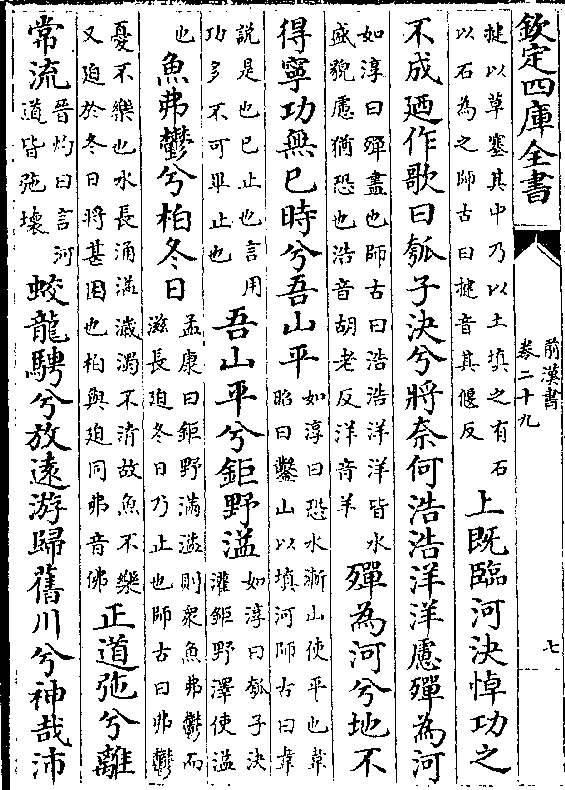 欽定四庫全書
前漢書
卷二十九
七
揵以草塞其中乃以土填之有石
以石為之師古曰揵音其偃反
上既臨河決悼功之
不成廼作歌曰瓠子決兮將奈何浩浩洋洋慮殫為河
如淳曰殫盡也師古曰浩浩洋洋皆水
盛貌慮猶恐也浩音胡老反洋音羊
殫為河兮地不
得寧功無已時兮吾山平
如淳曰恐水漸山使平也韋
昭曰鑿山以填河師古曰韋
說是也已止也言用
功多不可畢止也
吾山平兮鉅野溢
如淳曰瓠子決
灌鉅野澤使溢
也
魚弗鬱兮柏冬日
孟康曰鉅野滿溢則衆魚弗鬱而
滋長迫冬日乃止也師古曰弗鬱
憂不樂也水長涌溢濊濁不清故魚不樂
又迫於冬日將甚困也柏與迫同弗音佛
正道弛兮離
常流
晉灼曰言河
道皆弛壞
蛟龍騁兮放遠游歸舊川兮神哉沛